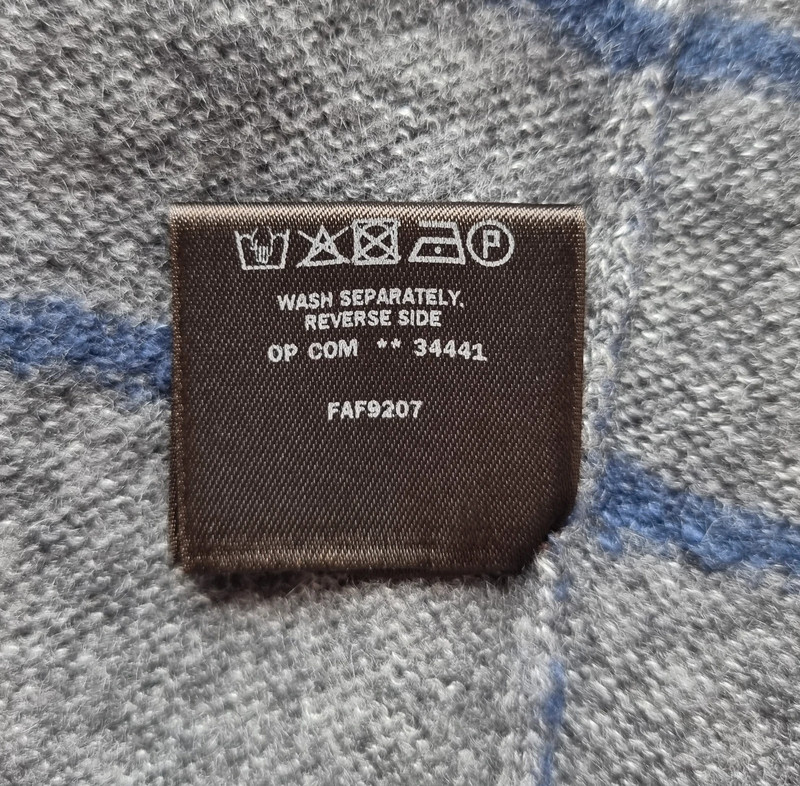 P
WASH SEPARATELY,
REVERSE SIDE
OP COM ** 34441
FAF9207